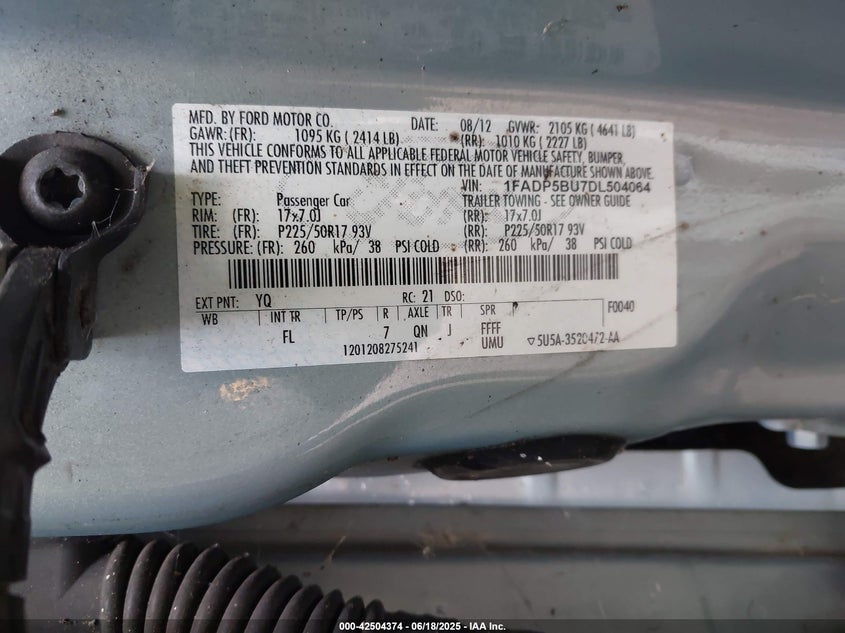 MFD. BY FORD MOTOR CO. DATE: 08/12 GVWR: 2105 KG ( 4641 LB)
GAWR: (FR): 1095 KG ( 2414 LB) (RR): 1010 KG ( 2227 LB)
THIS VEHICLE CONFORMS TO ALL APPLICABLE FEDERAL MOTOR VEHICLE SAFETY, BUMPER,
AND THEFT PREVENTION STANDARDS IN EFFECT ON THE DATE OF MANUFACTURE SHOWN ABOVE.
VIN: 1FADP5BU7DL504064
TYPE: Passenger Car TRAILER TOWING - SEE OWNER GUIDE
RIM: (FR): 17x7.0J (RR): 17x7.0J
TIRE: (FR): P225/50R17 93V (RR): P225/50R17 93V
PRESSURE: (FR): 260 kPa/ 38 PSI COLD (RR): 260 kPa/ 38 PSI COLD
EXT PNT: YQ RC: 21 DSO: F0040
WB INT TR TP/PS R AXLE TR SPR
FL 7 QN J FFFF
UMU
1201208275241 ▽5U5A-3520472-AA
000-42504374 - 06/18/2025 - IAA Inc.